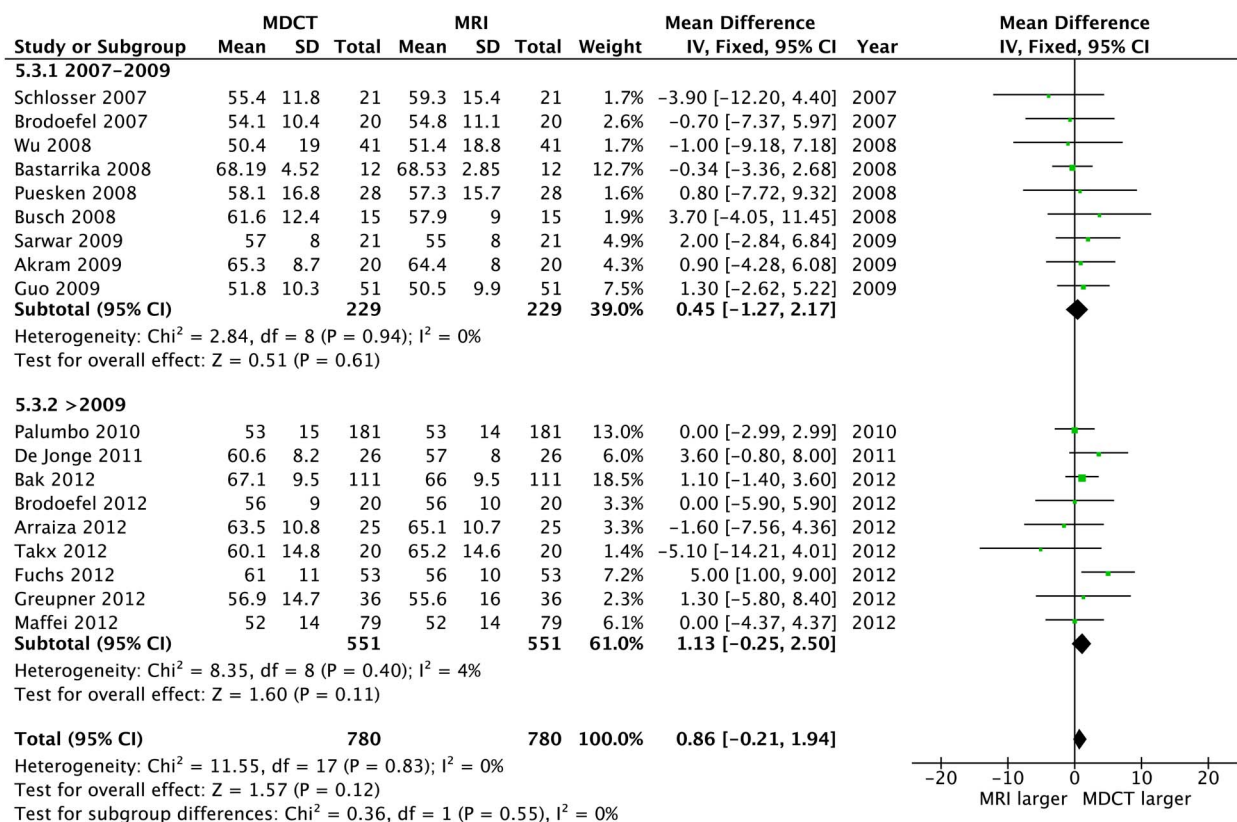 MDCT MRI Mean Difference Mean Difference
Study or Subgroup Mean SD Total Mean SD Total Weight IV, Fixed, 95% CI Year IV, Fixed, 95% CI
5.3.1 2007-2009
Schlosser 2007 55.4 11.8 21 59.3 15.4 21 1.7% -3.90 [-12.20, 4.40] 2007
Brodoefel 2007 54.1 10.4 20 54.8 11.1 20 2.6% -0.70 [-7.37, 5.97] 2007
Wu 2008 50.4 19 41 51.4 18.8 41 1.7% -1.00 [-9.18, 7.18] 2008
Bastarrika 2008 68.19 4.52 12 68.53 2.85 12 12.7% -0.34 [-3.36, 2.68] 2008
Puesken 2008 58.1 16.8 28 57.3 15.7 28 1.6% 0.80 [-7.72, 9.32] 2008
Busch 2008 61.6 12.4 15 57.9 9 15 1.9% 3.70 [-4.05, 11.45] 2008
Sarwar 2009 57 8 21 55 8 21 4.9% 2.00 [-2.84, 6.84] 2009
Akram 2009 65.3 8.7 20 64.4 8 20 4.3% 0.90 [-4.28, 6.08] 2009
Guo 2009 51.8 10.3 51 50.5 9.9 51 7.5% 1.30 [-2.62, 5.22] 2009
Subtotal (95% CI) 229 229 39.0% 0.45 [-1.27, 2.17]
Heterogeneity: Chi² = 2.84, df = 8 (P = 0.94); I² = 0%
Test for overall effect: Z = 0.51 (P = 0.61)
5.3.2 >2009
Palumbo 2010 53 15 181 53 14 181 13.0% 0.00 [-2.99, 2.99] 2010
De Jonge 2011 60.6 8.2 26 57 8 26 6.0% 3.60 [-0.80, 8.00] 2011
Bak 2012 67.1 9.5 111 66 9.5 111 18.5% 1.10 [-1.40, 3.60] 2012
Brodoefel 2012 56 9 20 56 10 20 3.3% 0.00 [-5.90, 5.90] 2012
Arraiza 2012 63.5 10.8 25 65.1 10.7 25 3.3% -1.60 [-7.56, 4.36] 2012
Takx 2012 60.1 14.8 20 65.2 14.6 20 1.4% -5.10 [-14.21, 4.01] 2012
Fuchs 2012 61 11 53 56 10 53 7.2% 5.00 [1.00, 9.00] 2012
Greupner 2012 56.9 14.7 36 55.6 16 36 2.3% 1.30 [-5.80, 8.40] 2012
Maffei 2012 52 14 79 52 14 79 6.1% 0.00 [-4.37, 4.37] 2012
Subtotal (95% CI) 551 551 61.0% 1.13 [-0.25, 2.50]
Heterogeneity: Chi² = 8.35, df = 8 (P = 0.40); I² = 4%
Test for overall effect: Z = 1.60 (P = 0.11)
Total (95% CI) 780 780 100.0% 0.86 [-0.21, 1.94]
Heterogeneity: Chi² = 11.55, df = 17 (P = 0.83); I² = 0%
Test for overall effect: Z = 1.57 (P = 0.12)
Test for subgroup differences: Chi² = 0.36, df = 1 (P = 0.55), I² = 0%
-20 -10 0 10 20
MRI larger MDCT larger